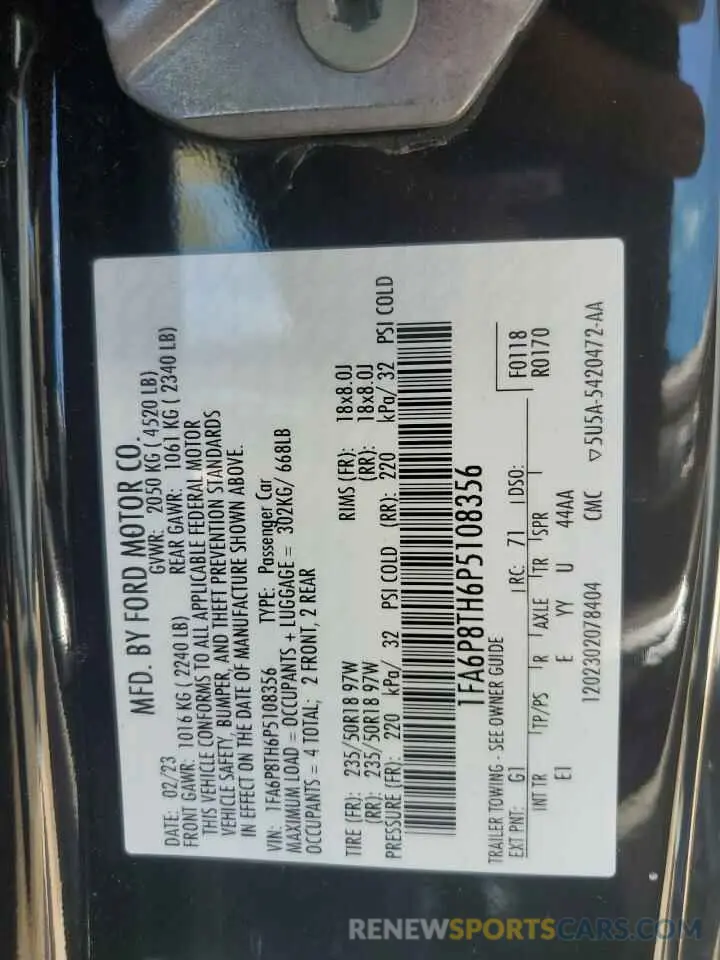 MFD. BY FORD MOTOR CO.
DATE: 02/23 GVWR: 2050 KG ( 4520 LB)
FRONT GAWR: 1016 KG ( 2240 LB) REAR GAWR: 1061 KG ( 2340 LB)
THIS VEHICLE CONFORMS TO ALL APPLICABLE FEDERAL MOTOR
VEHICLE SAFETY, BUMPER, AND THEFT PREVENTION STANDARDS
IN EFFECT ON THE DATE OF MANUFACTURE SHOWN ABOVE.
VIN: 1FA6P8TH6P5108356 TYPE: Passenger Car
MAXIMUM LOAD = OCCUPANTS + LUGGAGE = 302KG/ 668LB
OCCUPANTS = 4 TOTAL; 2 FRONT, 2 REAR
TIRE (FR): 235/50R18 97W RIMS (FR): 18x8.0J
(RR): 235/50R18 97W (RR): 18x8.0J
PRESSURE (FR): 220 kPa/ 32 PSI COLD (RR): 220 kPa/ 32 PSI COLD
1FA6P8TH6P5108356
TRAILER TOWING - SEE OWNER GUIDE
F0118
EXT PNT: G1 RC: 71 DSO: R0170
INT TR TP/PS R AXLE TR SPR
E1 E YY U 44AA
1202302078404 CMC ▽5U5A-5420472-AA
RENEWSPORTSCARS.COM